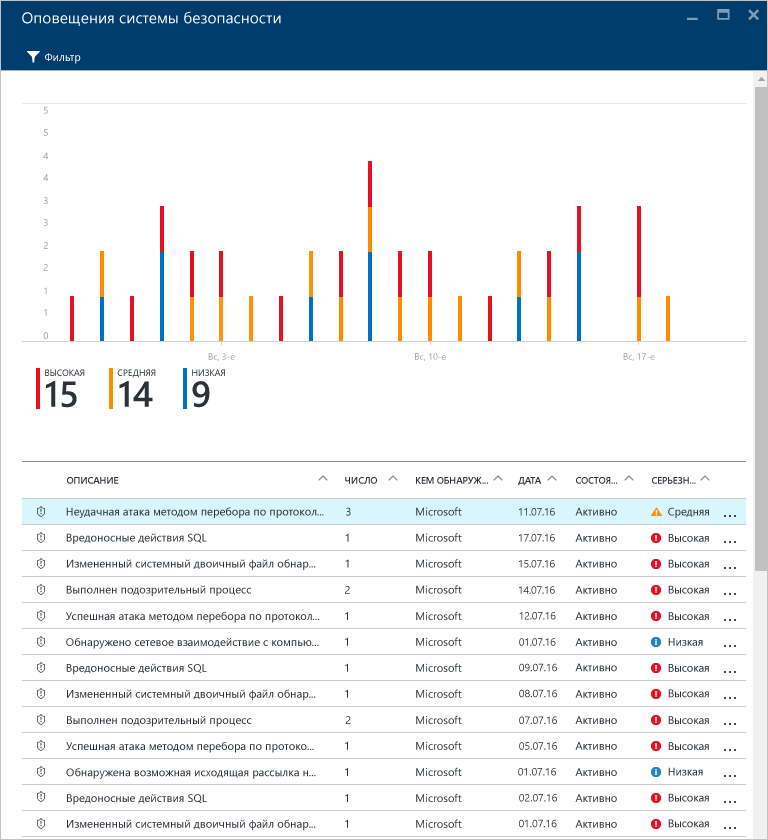 Оповещения системы безопасности
Фильтр
5
5
4
4
3
3
2
2
1
1
0
Вс, 3-е Вс, 10-е Вс, 17-е
ВЫСОКАЯ СРЕДНЯЯ НИЗКАЯ
15 14 9
ОПИСАНИЕ ЧИСЛО КЕМ ОБНАРУЖ... ДАТА СОСТОЯ... СЕРЬЕЗН...
Неудачная атака методом перебора по протокол... 3 Microsoft 11.07.16 Активно Средняя ...
Вредоносные действия SQL 1 Microsoft 17.07.16 Активно Высокая ...
Измененный системный двоичный файл обнар... 1 Microsoft 15.07.16 Активно Высокая ...
Выполнен подозрительный процесс 2 Microsoft 14.07.16 Активно Высокая ...
Успешная атака методом перебора по протокол... 1 Microsoft 12.07.16 Активно Высокая ...
Обнаружено сетевое взаимодействие с компью... 1 Microsoft 01.07.16 Активно Низкая ...
Вредоносные действия SQL 1 Microsoft 09.07.16 Активно Высокая ...
Измененный системный двоичный файл обнар... 1 Microsoft 08.07.16 Активно Высокая ...
Выполнен подозрительный процесс 2 Microsoft 07.07.16 Активно Высокая ...
Успешная атака методом перебора по протоко... 1 Microsoft 05.07.16 Активно Высокая ...
Обнаружена возможная исходящая рассылка н... 1 Microsoft 01.07.16 Активно Низкая ...
Вредоносные действия SQL 1 Microsoft 02.07.16 Активно Высокая ...
Измененный системный двоичный файл обнар... 1 Microsoft 01.07.16 Активно Высокая ...